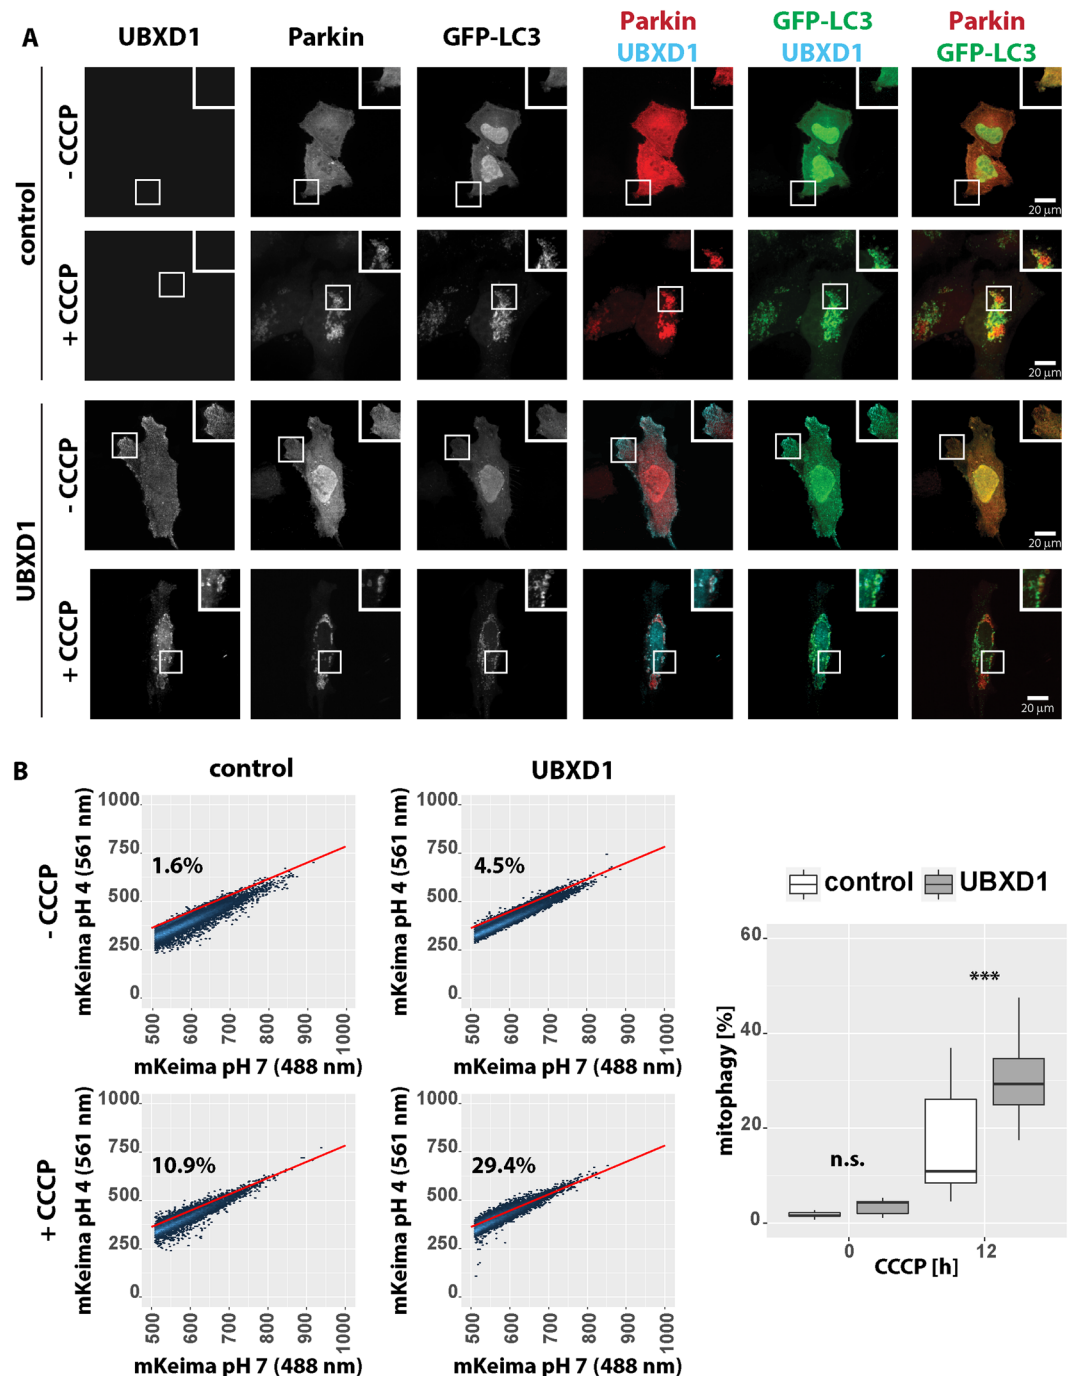 A
UBXD1
Parkin
GFP-LC3
Parkin
UBXD1
GFP-LC3
UBXD1
Parkin
GFP-LC3
control
- CCCP
20 µm
+ CCCP
20 µm
UBXD1
- CCCP
20 µm
+ CCCP
20 µm
B
control
UBXD1
- CCCP
mKeima pH 4 (561 nm)
1000
750
500
250
0
1.6%
500
600
700
800
900
1000
mKeima pH 7 (488 nm)
mKeima pH 4 (561 nm)
1000
750
500
250
0
4.5%
500
600
700
800
900
1000
mKeima pH 7 (488 nm)
+ CCCP
mKeima pH 4 (561 nm)
1000
750
500
250
0
10.9%
500
600
700
800
900
1000
mKeima pH 7 (488 nm)
mKeima pH 4 (561 nm)
1000
750
500
250
0
29.4%
500
600
700
800
900
1000
mKeima pH 7 (488 nm)
control
UBXD1
mitophagy [%]
60
40
20
0
n.s.
***
0
12
CCCP [h]